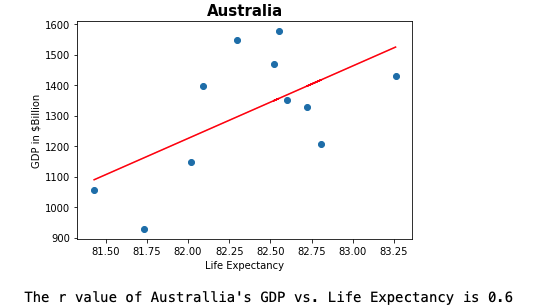 Australia
1600
1500
1400
1300
1200
1100
1000
900
GDP in $Billion
81.50 81.75 82.00 82.25 82.50 82.75 83.00 83.25
Life Expectancy
The r value of Australlia's GDP vs. Life Expectancy is 0.6